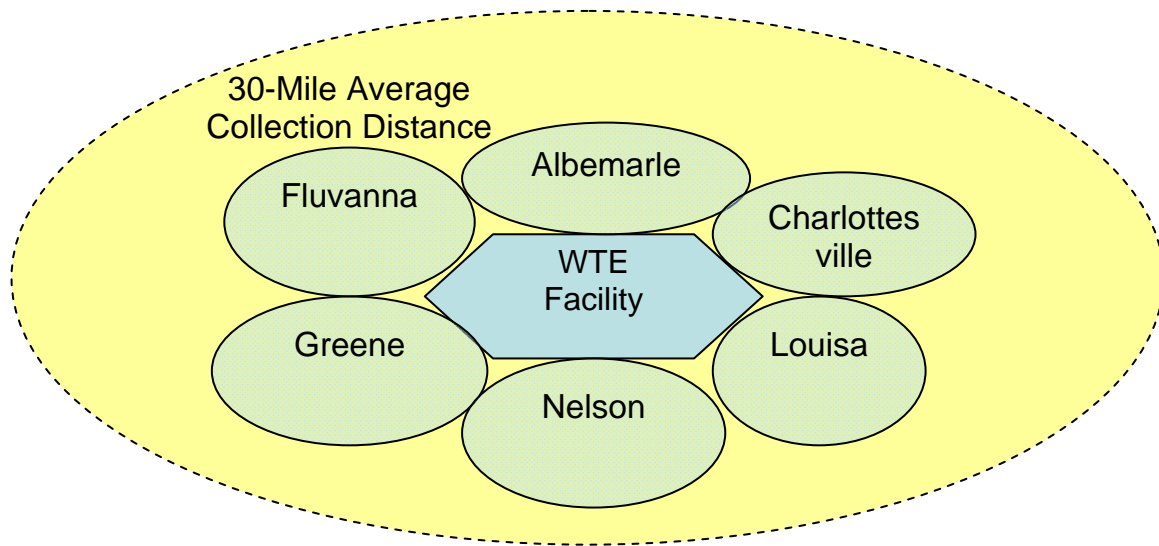 30-Mile Average
Collection Distance
Albemarle
Fluvanna
Charlottes
ville
WTE
Facility
Greene
Louisa
Nelson